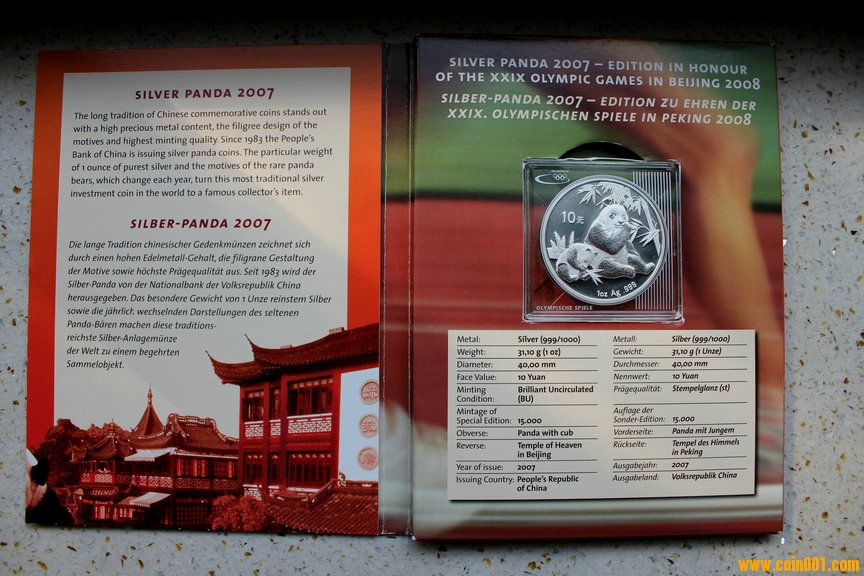 SILVER PANDA 2007
The long tradition of Chinese commemorative coins stands out
with a high precious metal content, the filigree design of the
motives and highest minting quality. Since 1983 the People's
Bank of China is issuing silver panda coins. The particular weight
of 1 ounce of purest silver and the motives of the rare panda
bears, which change each year, turn this most traditional silver
investment coin in the world to a famous collector's item.
SILBER-PANDA 2007
Die lange Tradition chinesischer Gedenkmünzen zeichnet sich
durch einen hohen Edelmetall-Gehalt, die filigrane Gestaltung
der Motive sowie höchste Prägequalität aus. Seit 1983 wird der
Silber-Panda von der Nationalbank der Volksrepublik China
herausgegeben. Das besondere Gewicht von 1 Unze reinstem Silber
sowie die jährlich wechselnden Darstellungen des seltenen
Panda-Bären machen diese traditions-
reichste Silber-Anlagemünze
der Welt zu einem begehrten
Sammelobjekt.
SILVER PANDA 2007 – EDITION IN HONOUR
OF THE XXIX OLYMPIC GAMES IN BEIJING 2008
SILBER-PANDA 2007 – EDITION ZU EHREN DER
XXIX. OLYMPISCHEN SPIELE IN PEKING 2008
10元
1oz Ag .999
OLYMPISCHE SPIELE
Metal: Silver (999/1000)
Weight: 31,10 g (1 oz)
Diameter: 40,00 mm
Face Value: 10 Yuan
Minting Brilliant Uncirculated
Condition: (BU)
Mintage of
Special Edition: 15.000
Obverse: Panda with cub
Reverse: Temple of Heaven
in Beijing
Year of issue: 2007
Issuing Country: People's Republic
of China
Metall: Silber (999/1000)
Gewicht: 31,10 g (1 Unze)
Durchmesser: 40,00 mm
Nennwert: 10 Yuan
Prägequalität: Stempelglanz (st)
Auflage der
Sonder-Edition: 15.000
Vorderseite: Panda mit Jungem
Rückseite: Tempel des Himmels
in Peking
Ausgabejahr: 2007
Ausgabeland: Volksrepublik China
www.coin001.com